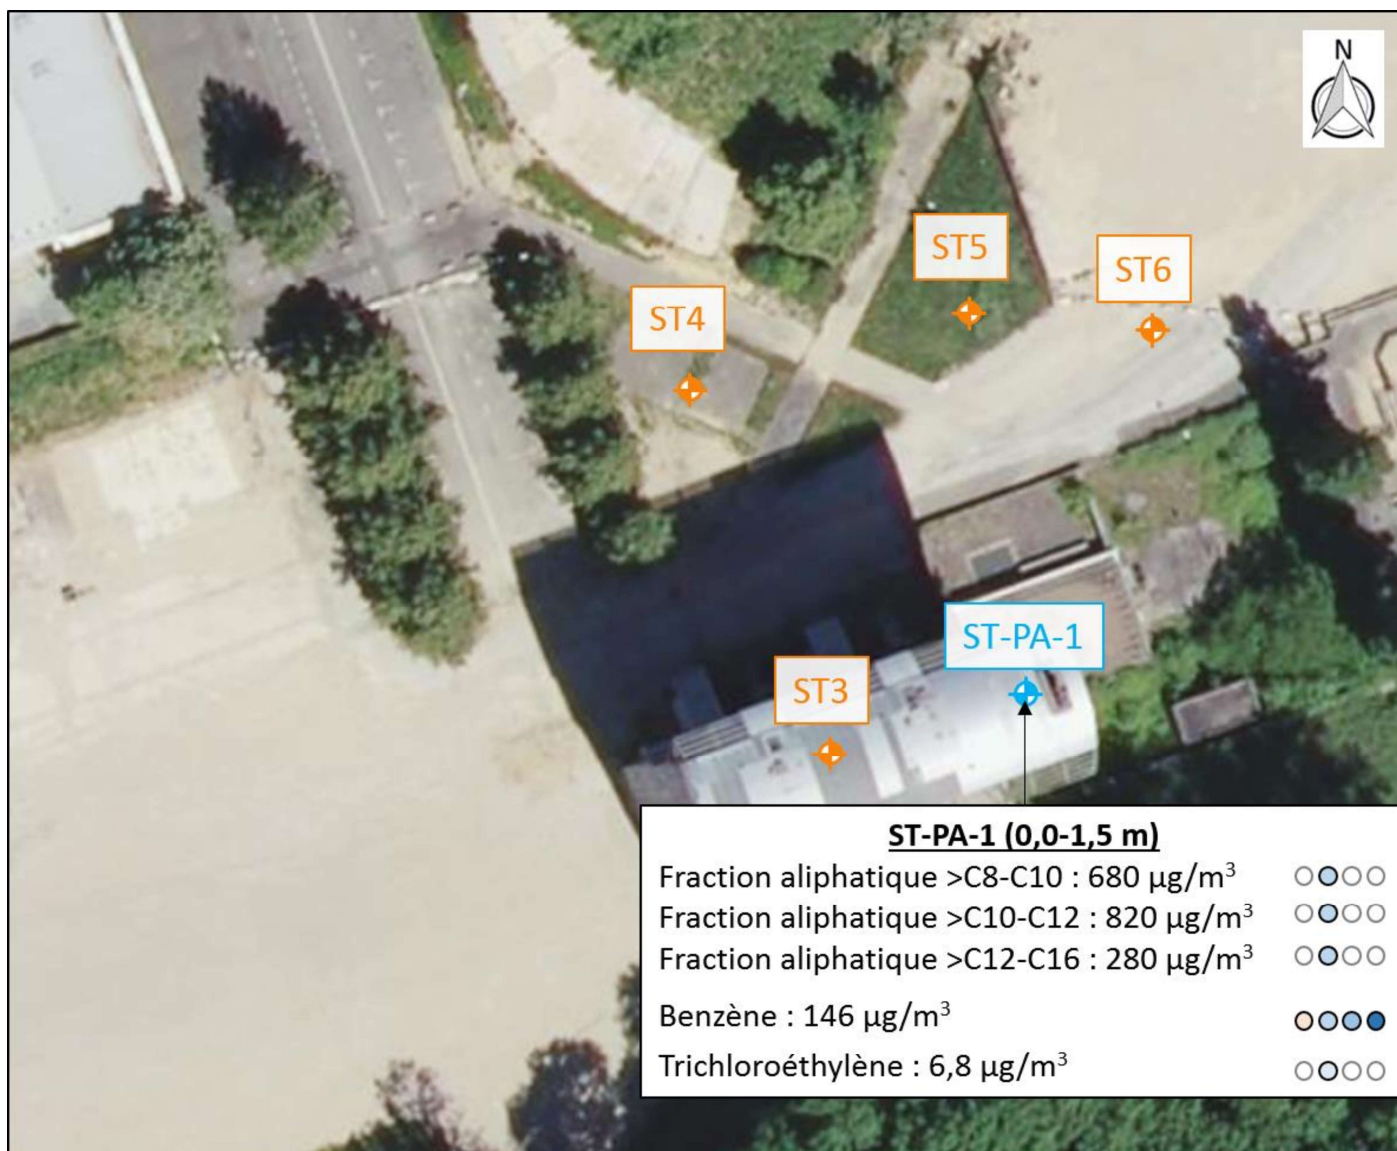 N
ST5
ST6
ST4
ST-PA-1
ST3
ST-PA-1 (0,0-1,5 m)
Fraction aliphatique >C8-C10 : 680 µg/m³
Fraction aliphatique >C10-C12 : 820 µg/m³
Fraction aliphatique >C12-C16 : 280 µg/m³
Benzène : 146 µg/m³
Trichloroéthylène : 6,8 µg/m³